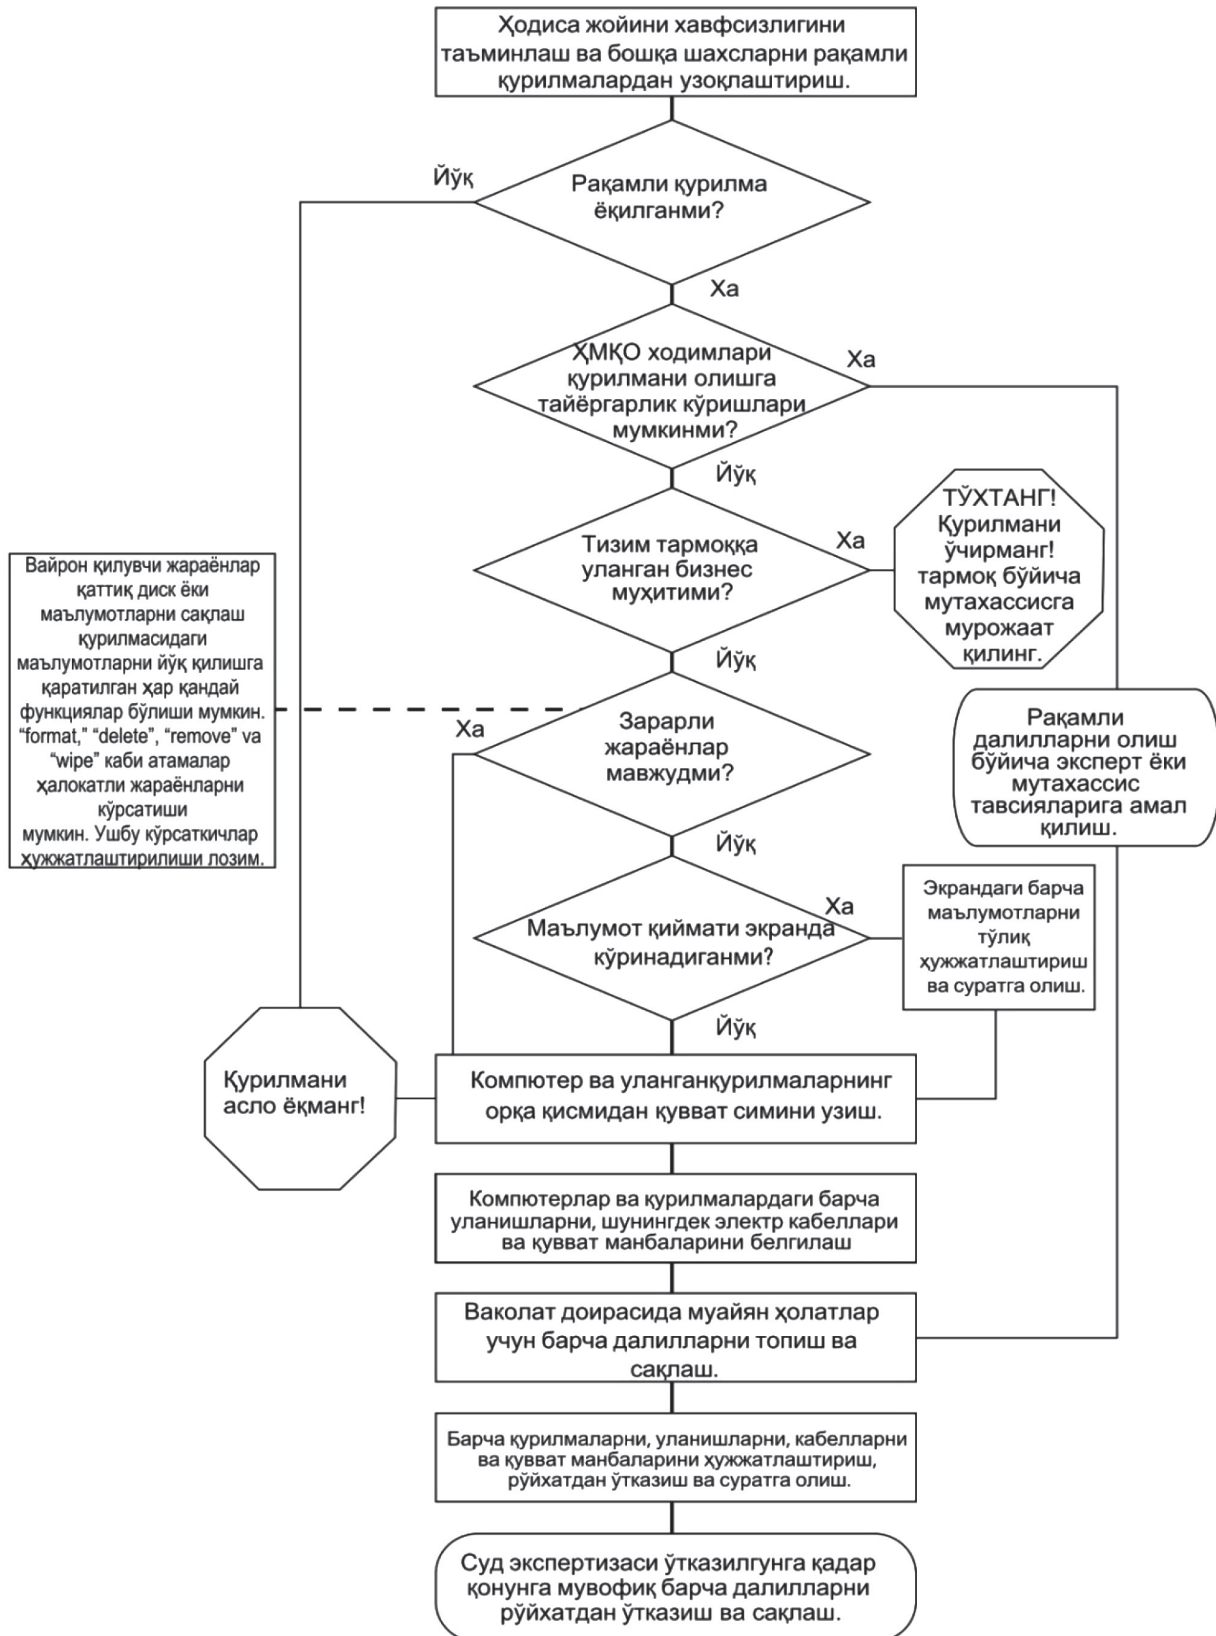 Ҳодиса жойини хавфсизлигини
таъминлаш ва бошқа шахсларни рақамли
қурилмалардан узоқлаштириш.
Йўқ
Рақамли қурилма
ёқилганми?
Ха
ҲМҚО ходимлари
қурилмани олишга
тайёргарлик кўришлари
мумкинми?
Ха
Йўқ
Тизим тармоққа
уланган бизнес
муҳитими?
Ха
ТЎХТАНГ!
Қурилмани
ўчирманг!
тармоқ бўйича
мутахассисга
мурожаат
қилинг.
Йўқ
Вайрон қилувчи жараёнлар
қаттиқ диск ёки
маълумотларни сақлаш
қурилмасидаги
маълумотларни йўқ қилишга
қаратилган ҳар қандай
функциялар бўлиши мумкин.
“format,” “delete”, “remove” va
“wipe” каби атамалар
ҳалокатли жараёнларни
кўрсатиши
мумкин. Ушбу кўрсаткичлар
ҳужжатлаштирилиши лозим.
Ха
Зарарли
жараёнлар
мавжудми?
Рақамли
далилларни олиш
бўйича эксперт ёки
мутахассис
тавсияларига амал
қилиш.
Йўқ
Маълумот қиймати экранда
кўринадиганми?
Ха
Экрандаги барча
маълумотларни
тўлиқ
ҳужжатлаштириш
ва суратга олиш.
Йўқ
Қурилмани
асло ёқманг!
Компютер ва уланганқурилмаларнинг
орқа қисмидан қувват симини узиш.
Компютерлар ва қурилмалардаги барча
уланишларни, шунингдек электр кабеллари
ва қувват манбаларини белгилаш
Ваколат доирасида муайян ҳолатлар
учун барча далилларни топиш ва
сақлаш.
Барча қурилмаларни, уланишларни, кабелларни
ва қувват манбаларини ҳужжатлаштириш,
рўйхатдан ўтказиш ва суратга олиш.
Суд экспертизаси ўтказилгунга қадар
қонунга мувофиқ барча далилларни
рўйхатдан ўтказиш ва сақлаш.